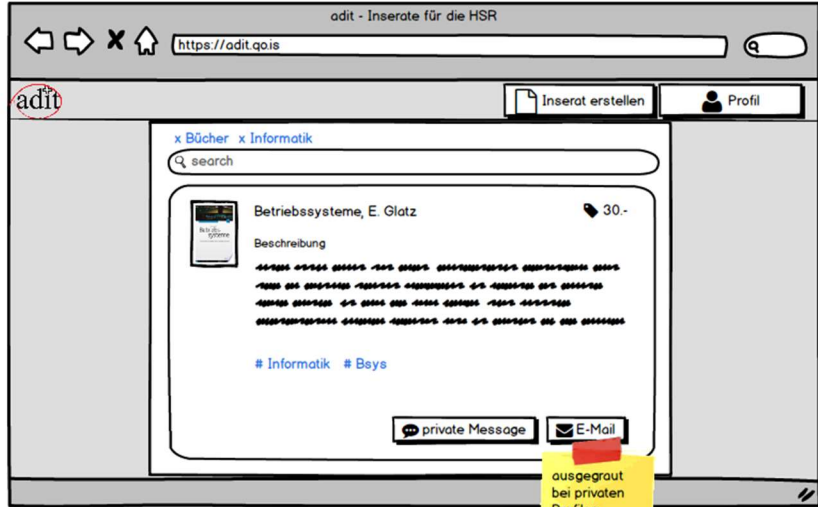 adit - Inserate für die HSR
https://adit.qo.is
adit
Inserat erstellen
Profil
x Bücher x Informatik
search
Betriebssysteme, E. Glatz
30.-
Beschreibung
# Informatik # Bsys
private Message
E-Mail
ausgegraut
bei privaten